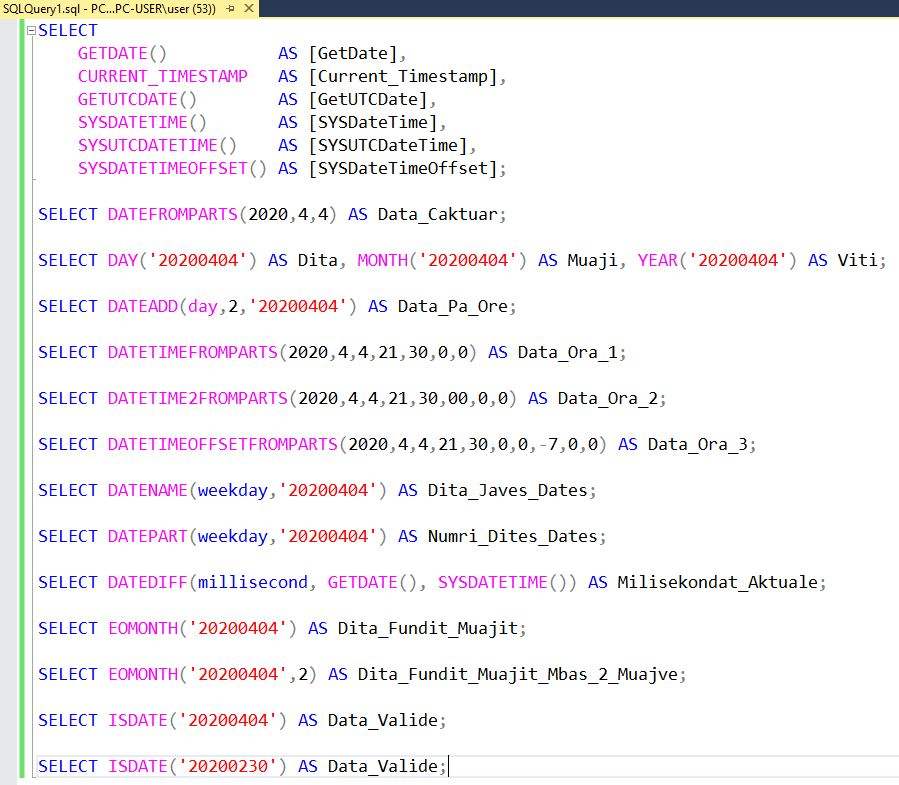 SQLQuery1.sql - PC...PC-USER\user (53))
SELECT
    GETDATE()           AS [GetDate],
    CURRENT_TIMESTAMP   AS [Current_Timestamp],
    GETUTCDATE()        AS [GetUTCDate],
    SYSDATETIME()       AS [SYSDateTime],
    SYSUTCDATETIME()    AS [SYSUTCDateTime],
    SYSDATETIMEOFFSET() AS [SYSDateTimeOffset];
SELECT DATEFROMPARTS(2020,4,4) AS Data_Caktuar;
SELECT DAY('20200404') AS Dita, MONTH('20200404') AS Muaji, YEAR('20200404') AS Viti;
SELECT DATEADD(day,2,'20200404') AS Data_Pa_Ore;
SELECT DATETIMEFROMPARTS(2020,4,4,21,30,0,0) AS Data_Ora_1;
SELECT DATETIME2FROMPARTS(2020,4,4,21,30,00,0,0) AS Data_Ora_2;
SELECT DATETIMEOFFSETFROMPARTS(2020,4,4,21,30,0,0,-7,0,0) AS Data_Ora_3;
SELECT DATENAME(weekday,'20200404') AS Dita_Javes_Dates;
SELECT DATEPART(weekday,'20200404') AS Numri_Dites_Dates;
SELECT DATEDIFF(millisecond, GETDATE(), SYSDATETIME()) AS Milisekondat_Aktuale;
SELECT EOMONTH('20200404') AS Dita_Fundit_Muajit;
SELECT EOMONTH('20200404',2) AS Dita_Fundit_Muajit_Mbas_2_Muajve;
SELECT ISDATE('20200404') AS Data_Valide;
SELECT ISDATE('20200230') AS Data_Valide;